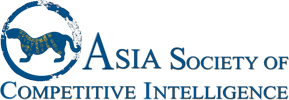 ASIA SOCIETY OF
COMPETITIVE INTELLIGENCE